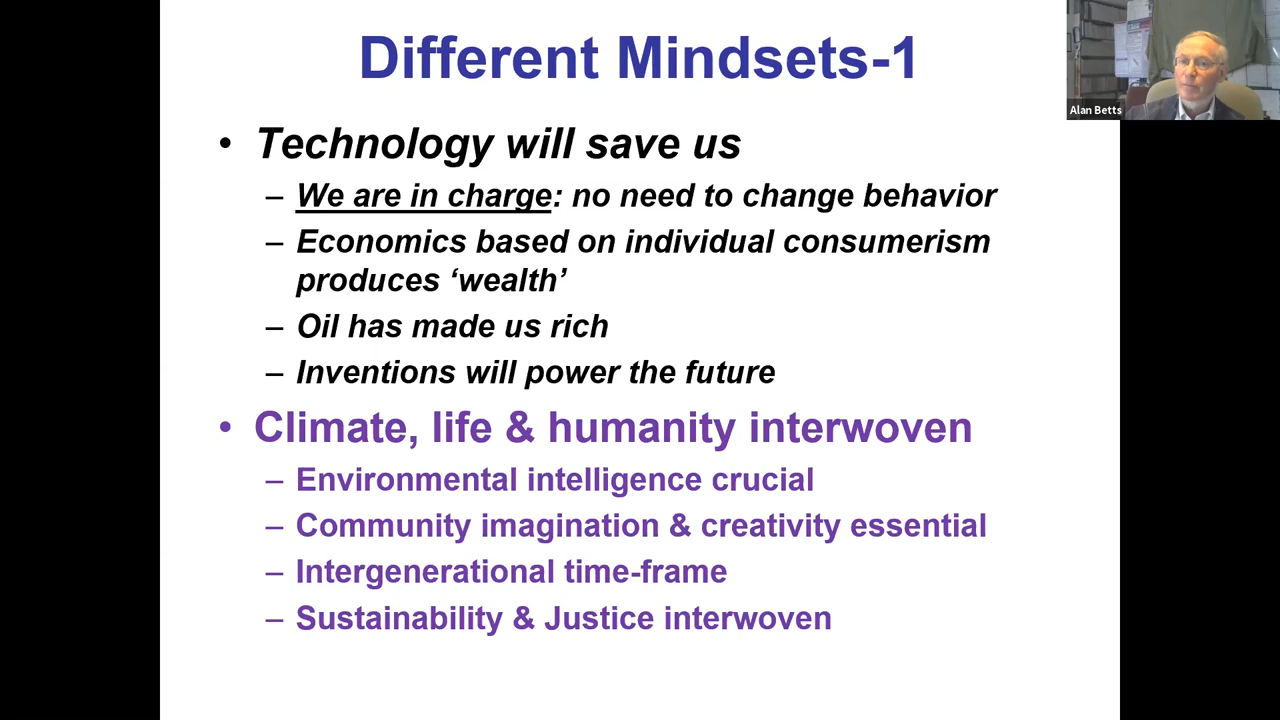 Different Mindsets-1
Alan Betts
• Technology will save us
– We are in charge: no need to change behavior
– Economics based on individual consumerism
produces ‘wealth’
– Oil has made us rich
– Inventions will power the future
• Climate, life & humanity interwoven
– Environmental intelligence crucial
– Community imagination & creativity essential
– Intergenerational time-frame
– Sustainability & Justice interwoven